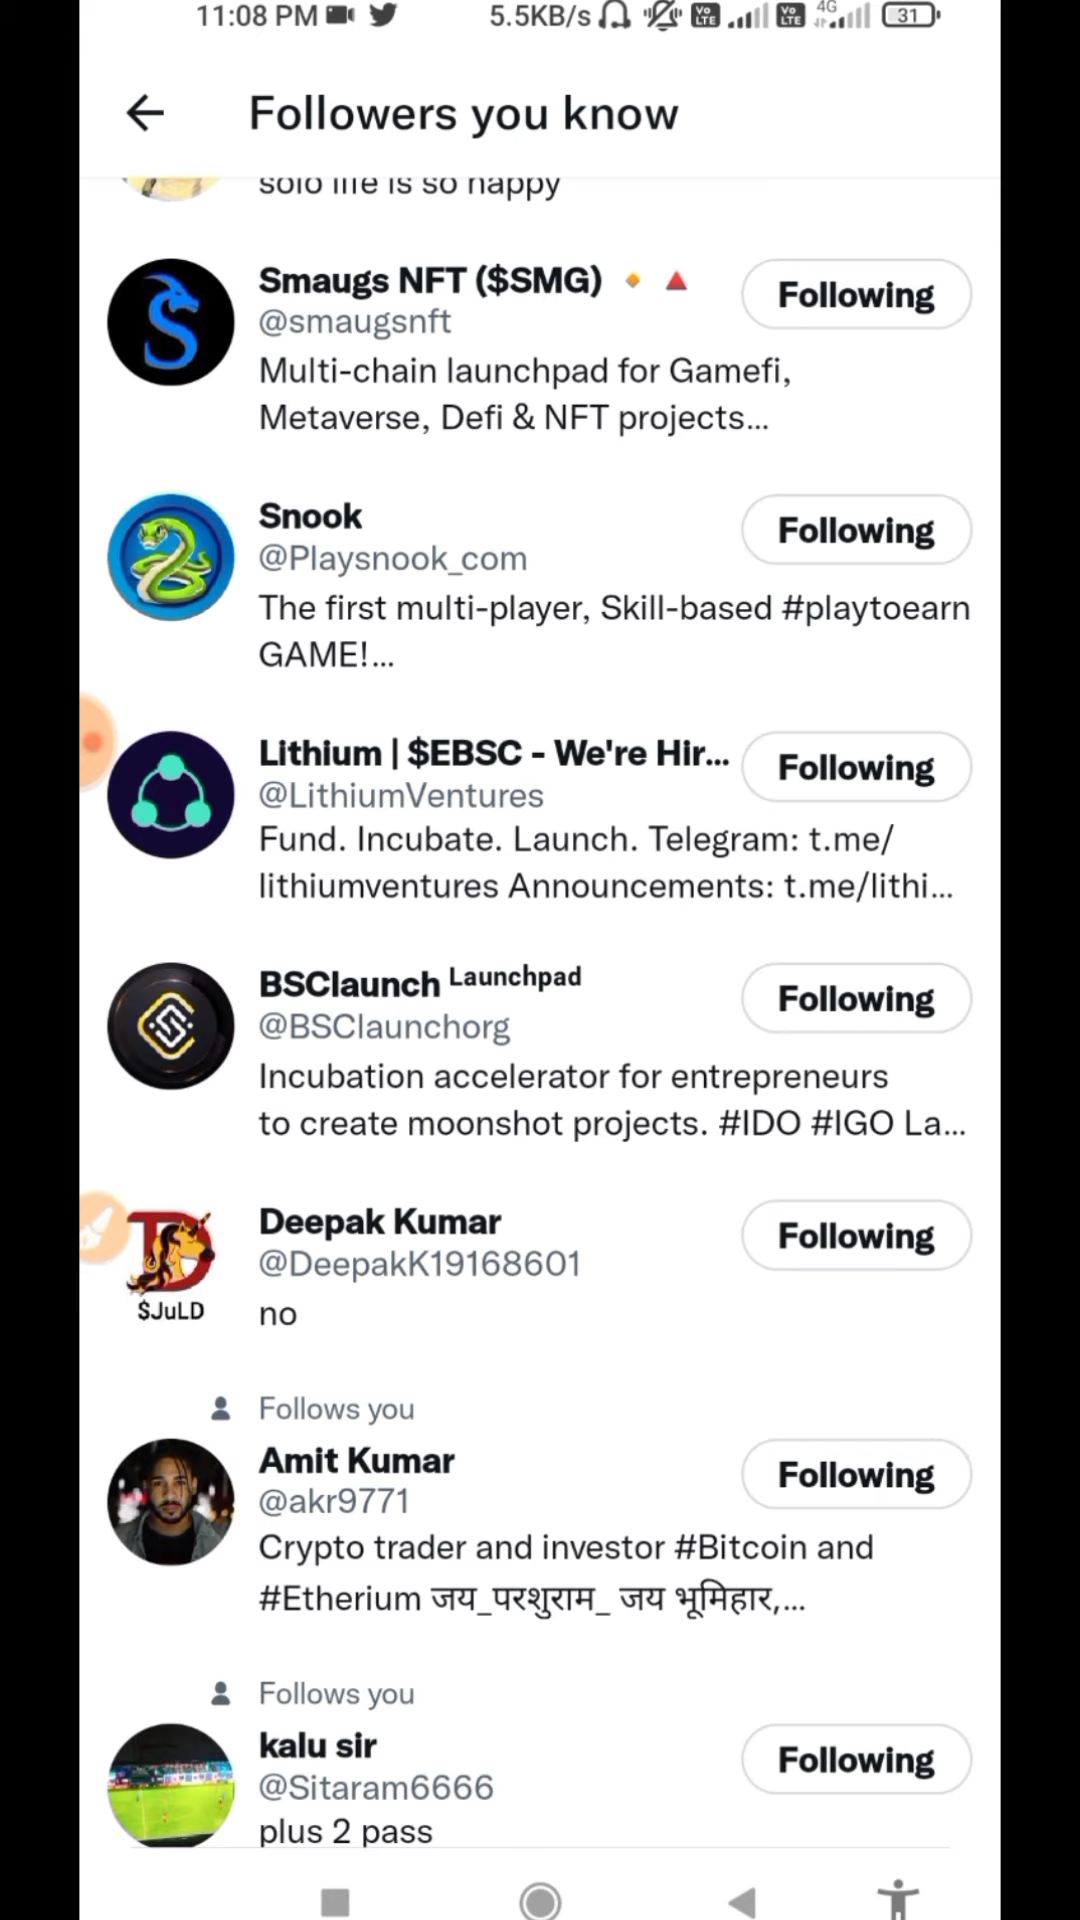 11:08 PM 5.5KB/s Vo LTE Vo LTE 4G 31
Followers you know
solo life is so happy
Smaugs NFT ($SMG) 🔸 🔺
Following
@smaugsnft
Multi-chain launchpad for Gamefi,
Metaverse, Defi & NFT projects...
Snook
Following
@Playsnook_com
The first multi-player, Skill-based #playtoearn
GAME!...
Lithium | $EBSC - We're Hir...
Following
@LithiumVentures
Fund. Incubate. Launch. Telegram: t.me/
lithiumventures Announcements: t.me/lithi...
BSClaunch Launchpad
Following
@BSClaunchorg
Incubation accelerator for entrepreneurs
to create moonshot projects. #IDO #IGO La...
Deepak Kumar
Following
@DeepakK19168601
$JuLD
no
Follows you
Amit Kumar
Following
@akr9771
Crypto trader and investor #Bitcoin and
#Etherium जय_परशुराम_ जय भूमिहार,...
Follows you
kalu sir
Following
@Sitaram6666
plus 2 pass